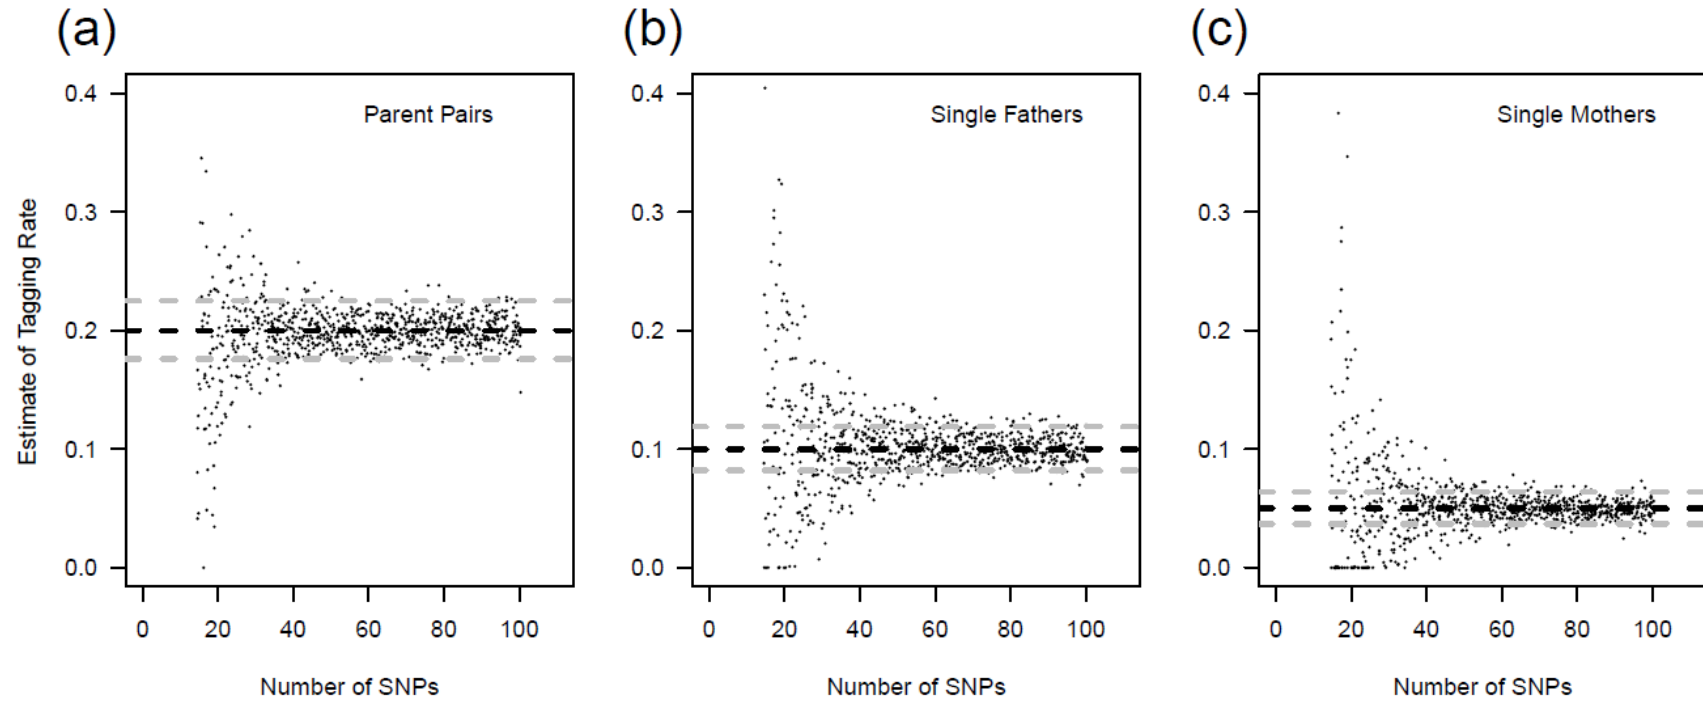 (a)
(b)
(c)
Estimate of Tagging Rate
0.4
0.3
0.2
0.1
0.0
Parent Pairs
0 20 40 60 80 100
Number of SNPs
0.4
0.3
0.2
0.1
0.0
Single Fathers
0 20 40 60 80 100
Number of SNPs
0.4
0.3
0.2
0.1
0.0
Single Mothers
0 20 40 60 80 100
Number of SNPs